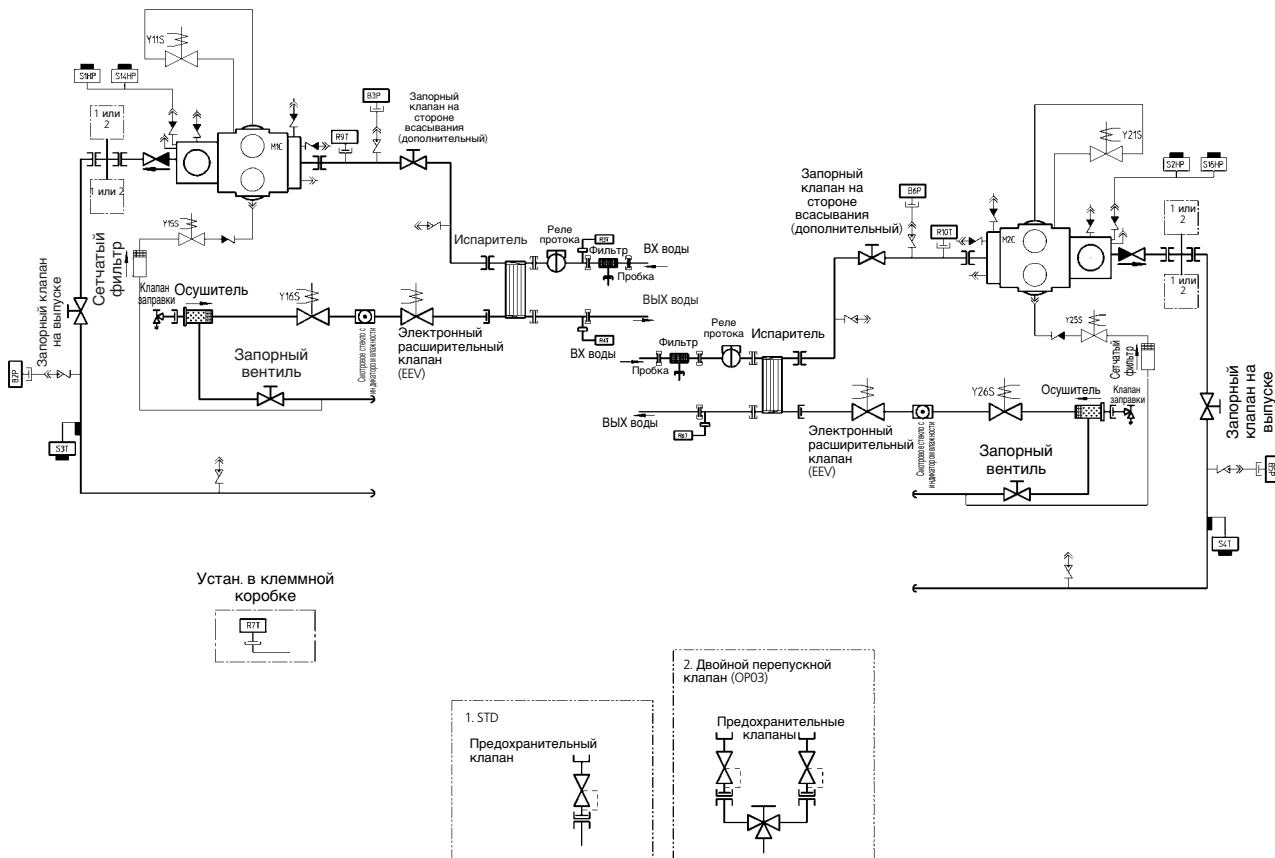 Y11S
S1HP
S14HP
1 или
2
1 или 2
M1C
R9T
B3P
Запорный
клапан на
стороне
всасывания
(дополнительный)
Y15S
Сетчатый
фильтр
Запорный клапан
на выпуске
B2P
S3T
Клапан
заправки
Осушитель
Y16S
Запорный
вентиль
Смотровое стекло с
индикатором влажности
Электронный
расширительный
клапан
(EEV)
Испаритель
Реле
протока
R3T
Фильтр
ВХ воды
Пробка
ВЫХ воды
R4T
ВХ воды
Запорный
клапан на
стороне
всасывания
(дополнительный)
B6P
R10T
M2C
Y21S
S2HP
S15HP
1 или
2
1 или
2
Y25S
Сетчатый
фильтр
Реле
протока
Испаритель
Фильтр
Пробка
ВЫХ воды
R6T
Электронный
расширительный
клапан
(EEV)
Смотровое стекло с
индикатором влажности
Y26S
Осушитель
Клапан
заправки
Запорный
вентиль
Запорный
клапан на
выпуске
B5P
S4T
Устан. в клеммной
коробке
R7T
1. STD
Предохранительный
клапан
2. Двойной перепускной
клапан (OP03)
Предохранительные
клапаны